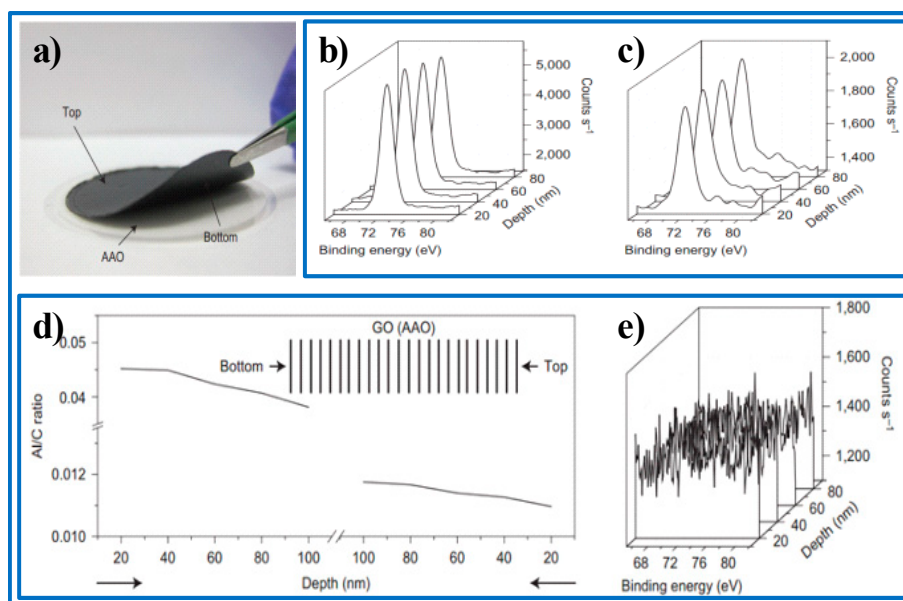 a)
Top
AAO
Bottom
b)
5,000
4,000
3,000
2,000
Counts s⁻¹
80
60
40
20
Depth (nm)
68 72 76 80
Binding energy (eV)
c)
2,000
1,800
1,600
1,400
Counts s⁻¹
80
60
40
20
Depth (nm)
68 72 76 80
Binding energy (eV)
d)
GO (AAO)
Bottom
Top
0.05
0.04
0.012
0.010
Al/C ratio
20 40 60 80 100 100 80 60 40 20
Depth (nm)
e)
1,800
1,600
1,400
1,200
Counts s⁻¹
80
60
40
20
Depth (nm)
68 72 76 80
Binding energy (eV)